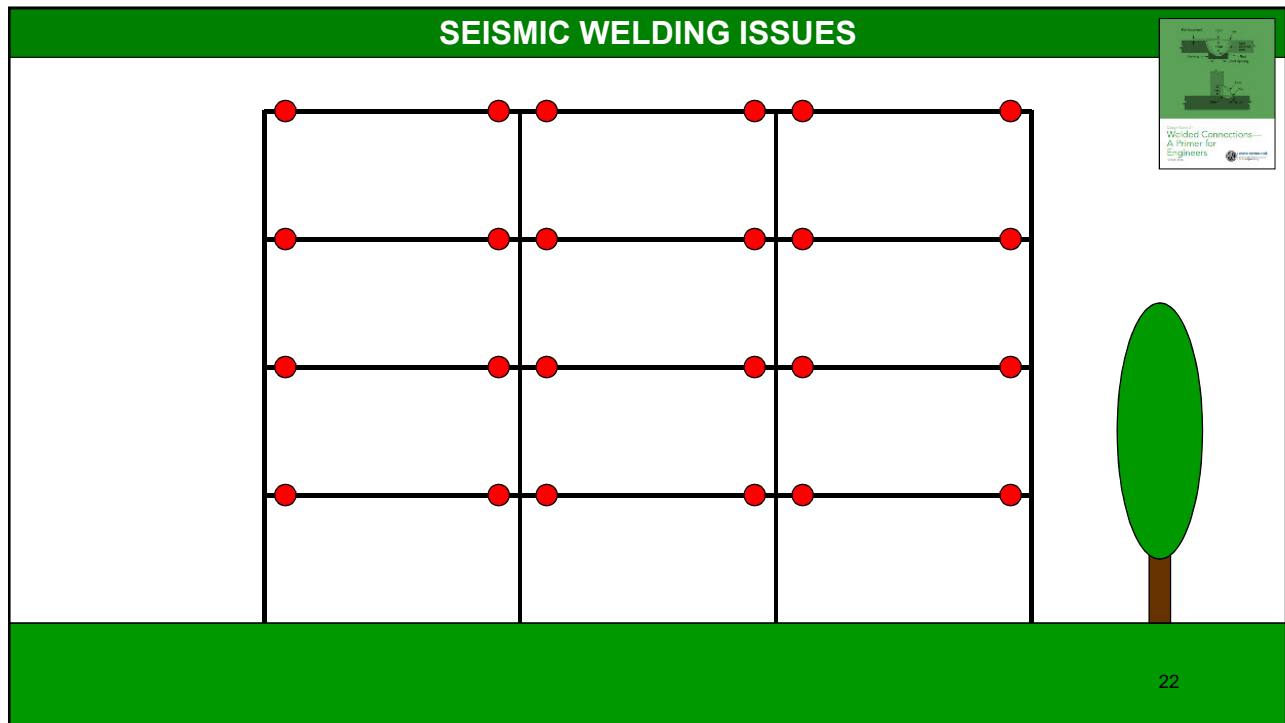 SEISMIC WELDING ISSUES
Welded Connections—
A Primer for
Engineers
22